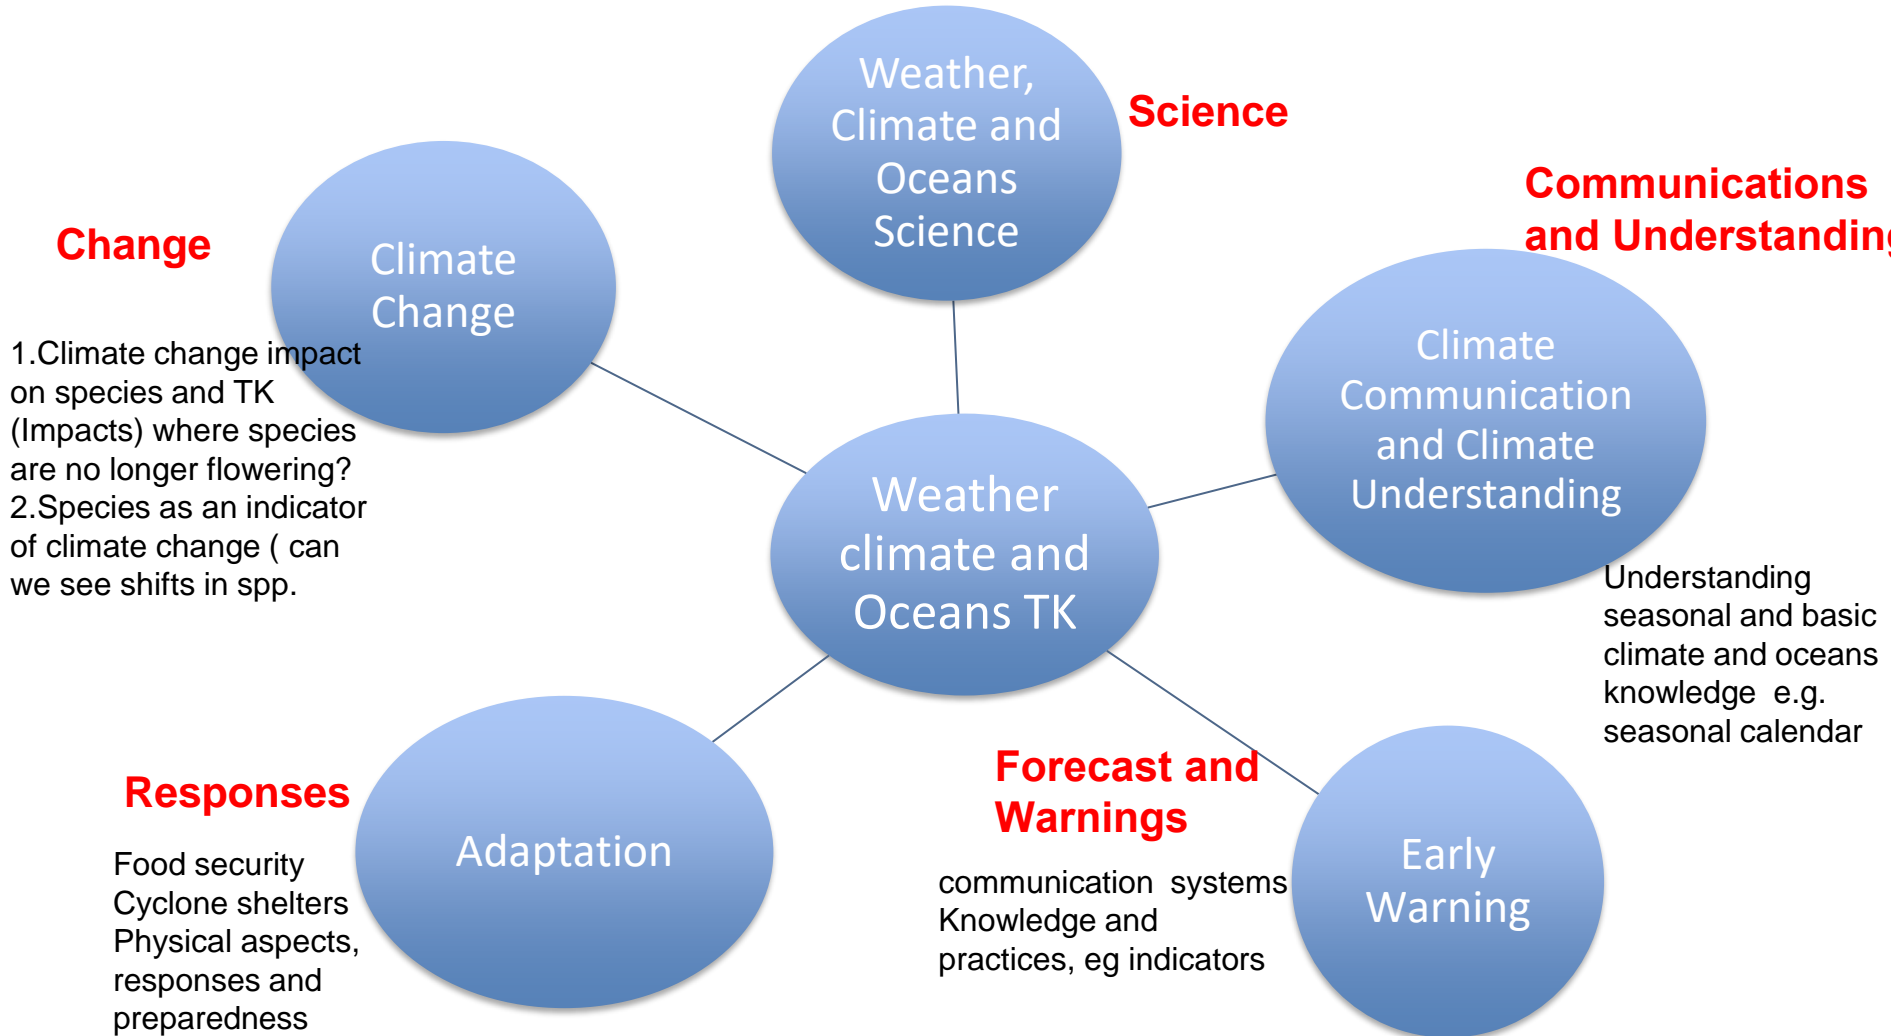 Weather,
Climate and
Oceans
Science
Science
Communications
and Understanding
Change
Climate
Change
1.Climate change impact
on species and TK
(Impacts) where species
are no longer flowering?
2.Species as an indicator
of climate change ( can
we see shifts in spp.
Climate
Communication
and Climate
Understanding
Weather
climate and
Oceans TK
Understanding
seasonal and basic
climate and oceans
knowledge e.g.
seasonal calendar
Responses
Adaptation
Food security
Cyclone shelters
Physical aspects,
responses and
preparedness
Forecast and
Warnings
communication systems
Knowledge and
practices, eg indicators
Early
Warning